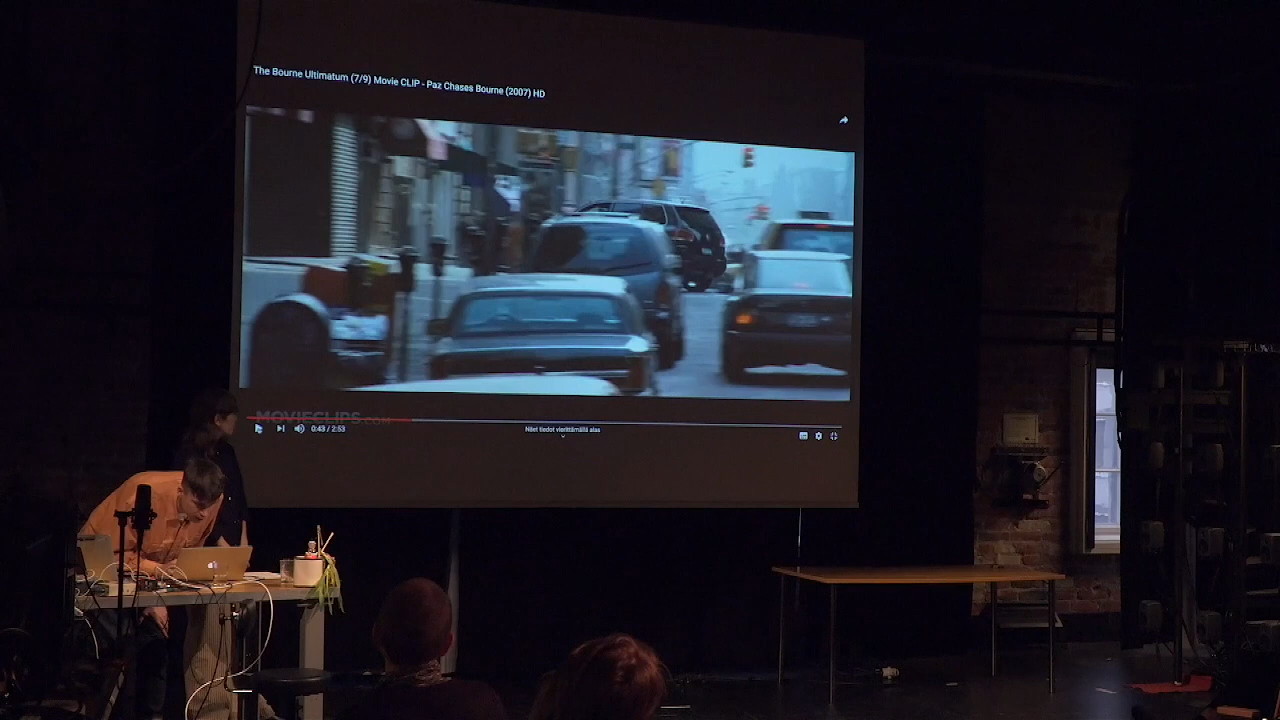 The Bourne Ultimatum (7/9) Movie CLIP - Paz Chases Bourne (2007) HD
MOVIECLIPS.COM
0:43 / 2:53
Näet tiedot vierittämällä alas